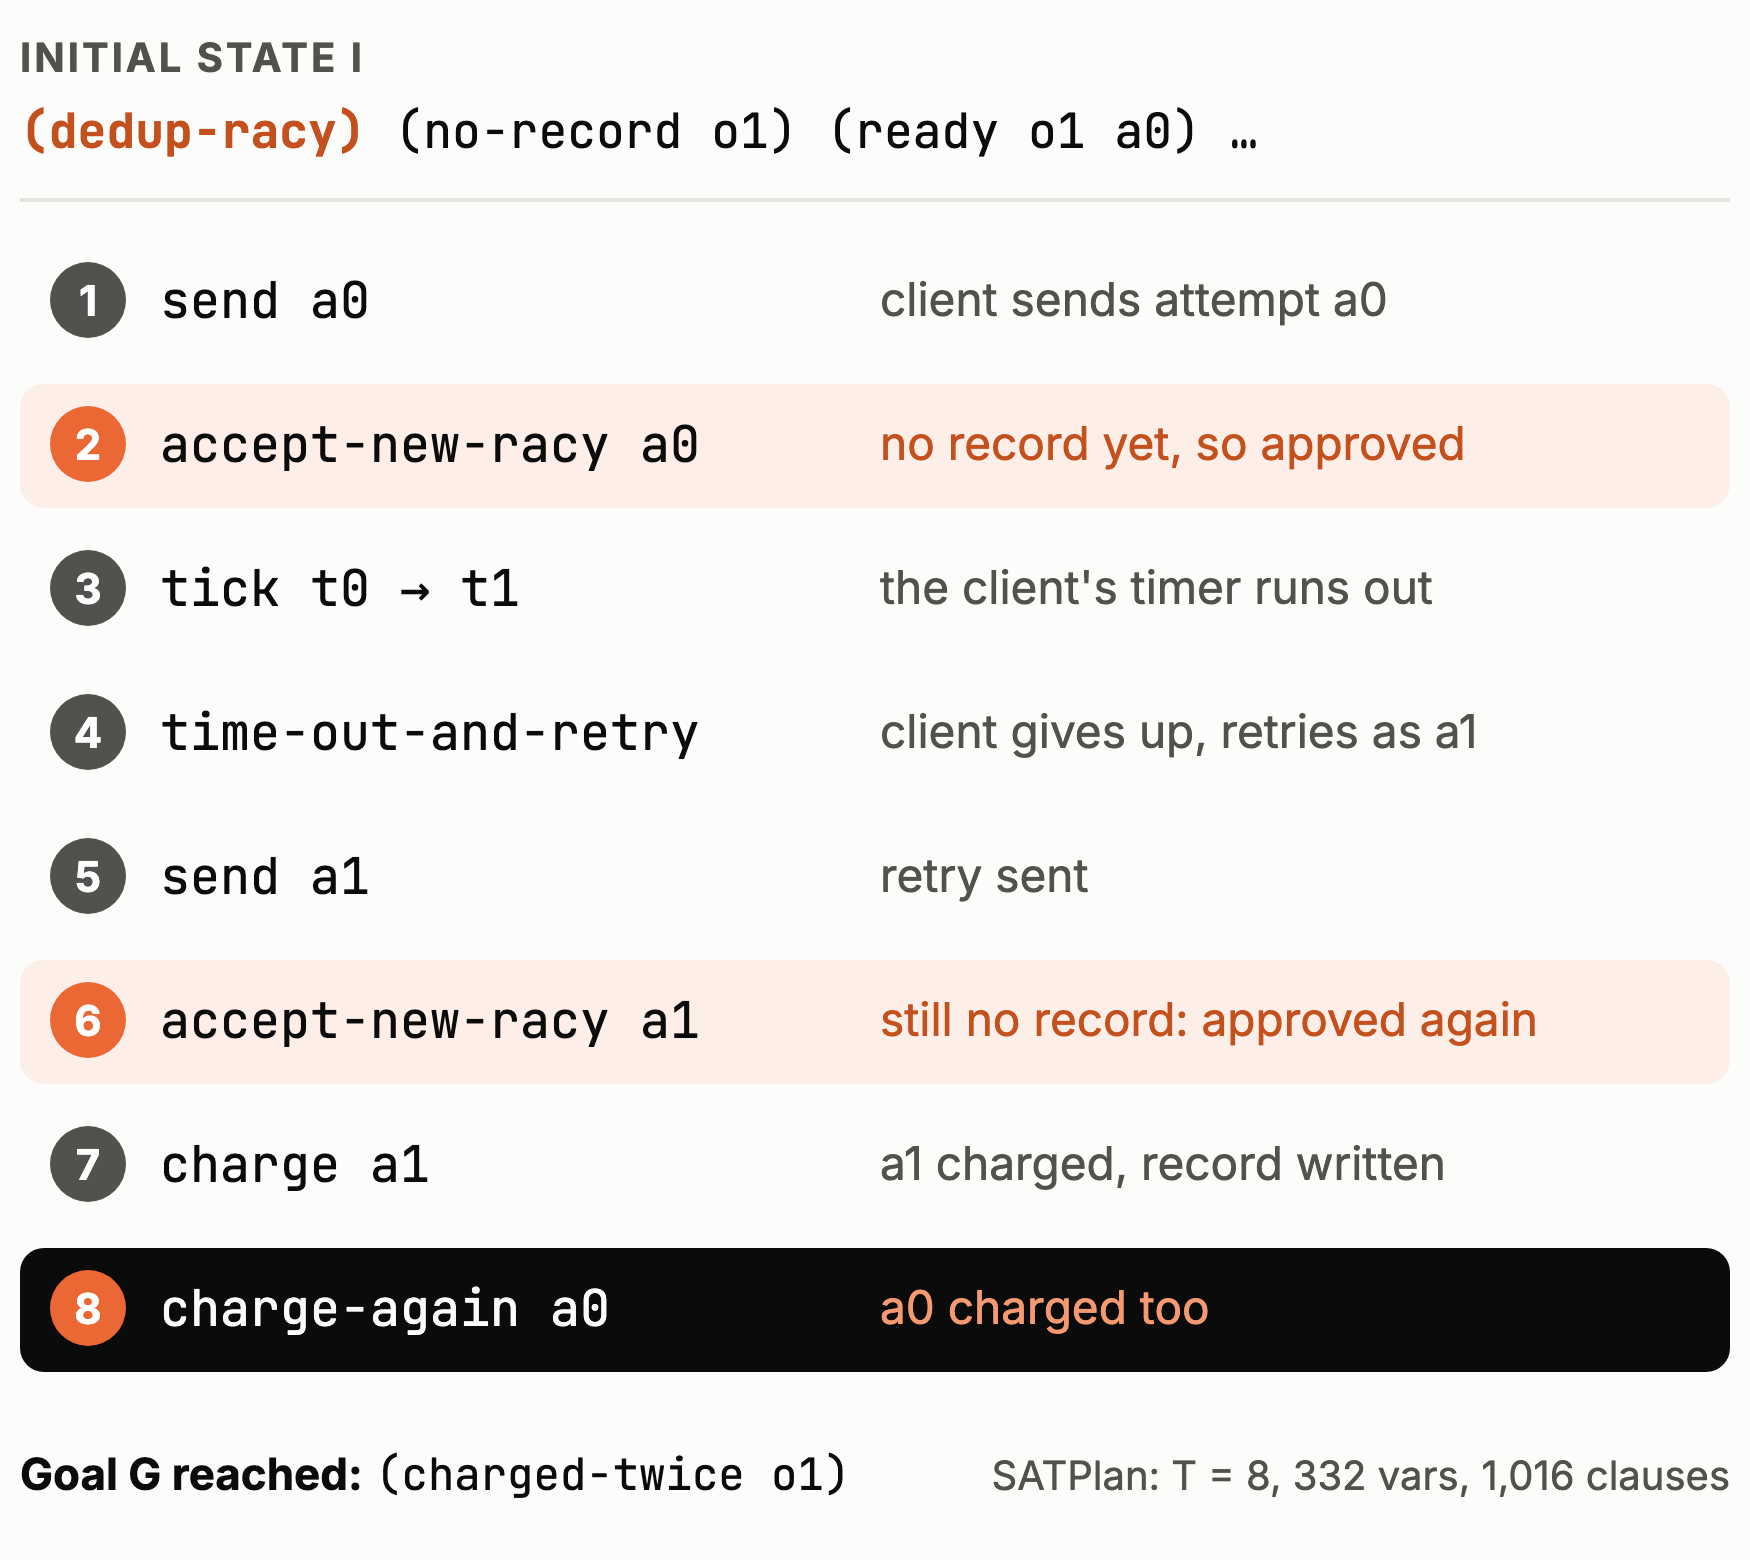 INITIAL STATE I
(dedup-racy) (no-record o1) (ready o1 a0) …
1 send a0 client sends attempt a0
2 accept-new-racy a0 no record yet, so approved
3 tick t0 → t1 the client's timer runs out
4 time-out-and-retry client gives up, retries as a1
5 send a1 retry sent
6 accept-new-racy a1 still no record: approved again
7 charge a1 a1 charged, record written
8 charge-again a0 a0 charged too
Goal G reached: (charged-twice o1) SATPlan: T = 8, 332 vars, 1,016 clauses